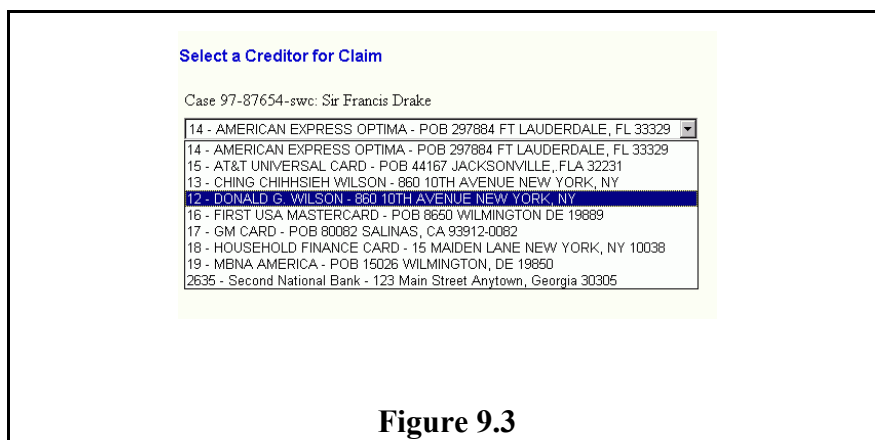 Select a Creditor for Claim
Case 97-87654-swc: Sir Francis Drake
14 - AMERICAN EXPRESS OPTIMA - POB 297884 FT LAUDERDALE, FL 33329
14 - AMERICAN EXPRESS OPTIMA - POB 297884 FT LAUDERDALE, FL 33329
15 - AT&T UNIVERSAL CARD - POB 44167 JACKSONVILLE,.FLA 32231
13 - CHING CHIHHSIEH WILSON - 860 10TH AVENUE NEW YORK, NY
12 - DONALD G. WILSON - 860 10TH AVENUE NEW YORK, NY
16 - FIRST USA MASTERCARD - POB 8650 WILMINGTON DE 19889
17 - GM CARD - POB 80082 SALINAS, CA 93912-0082
18 - HOUSEHOLD FINANCE CARD - 15 MAIDEN LANE NEW YORK, NY 10038
19 - MBNA AMERICA - POB 15026 WILMINGTON, DE 19850
2635 - Second National Bank - 123 Main Street Anytown, Georgia 30305
Figure 9.3